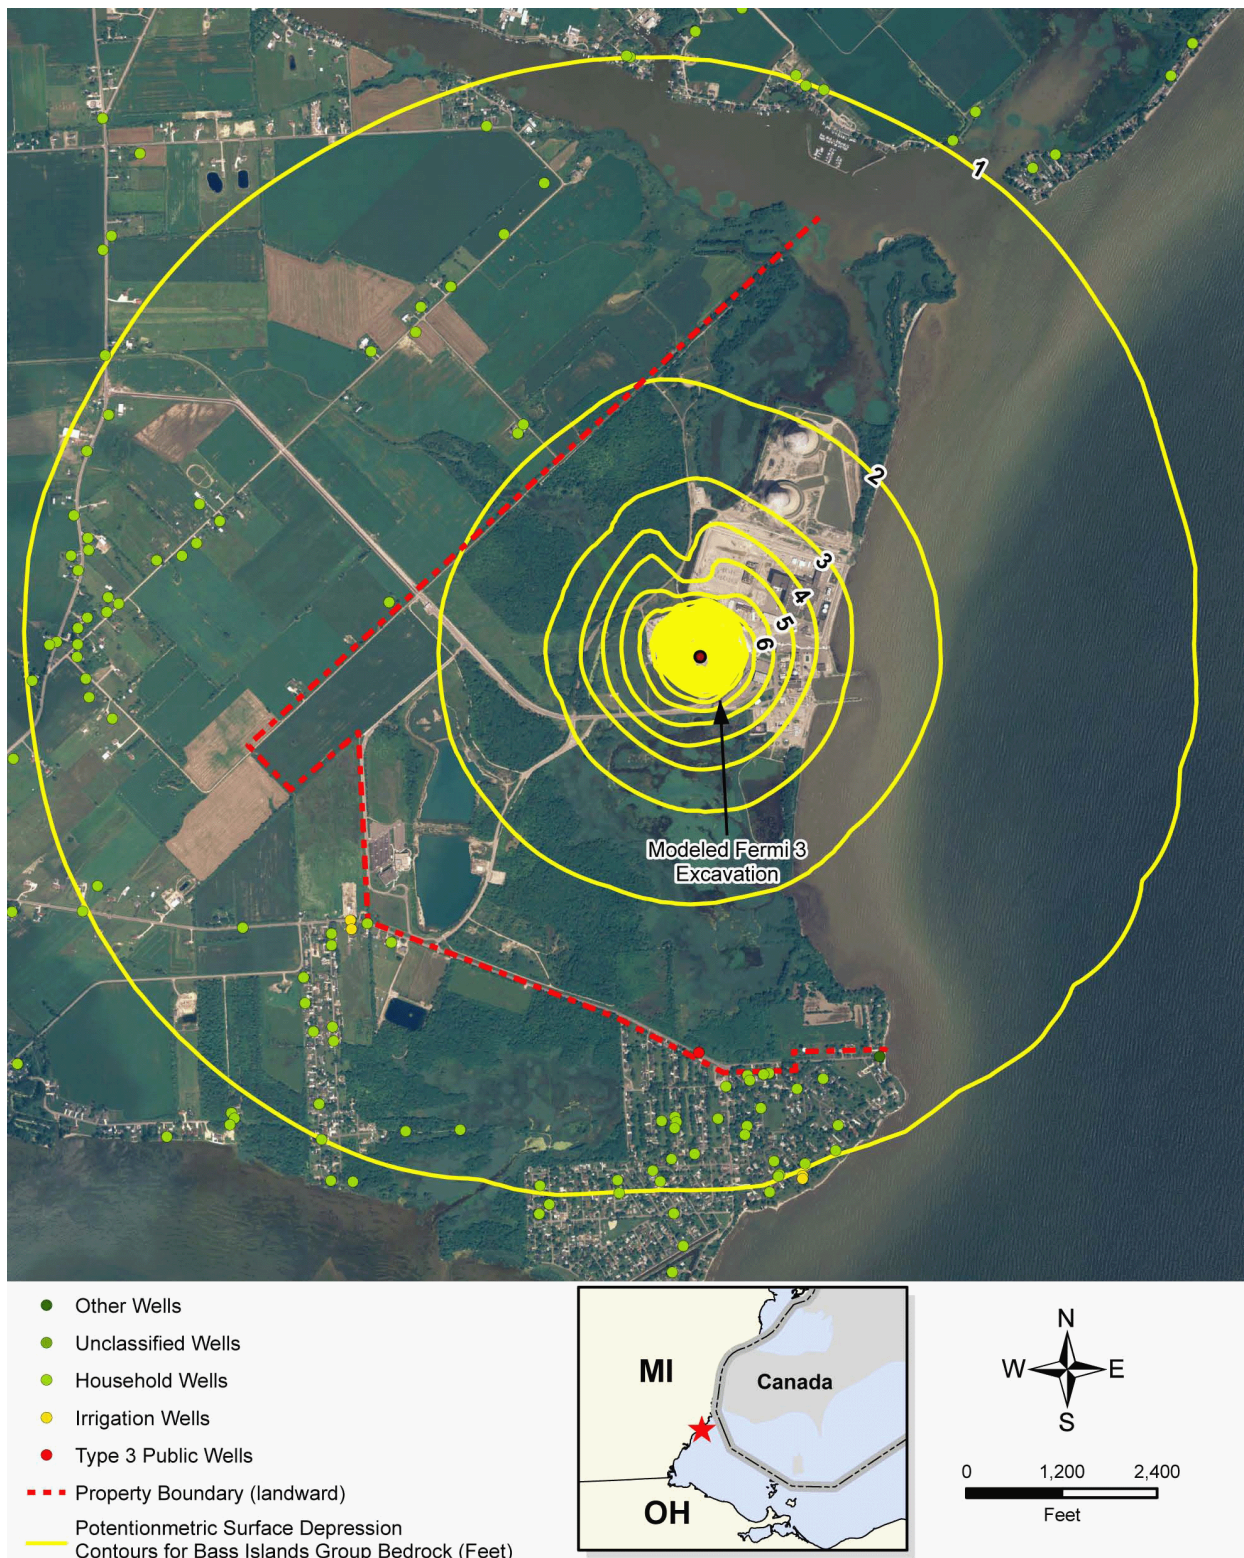 1
2
3
4
5
6
Modeled Fermi 3
Excavation
Other Wells
Unclassified Wells
Household Wells
Irrigation Wells
Type 3 Public Wells
Property Boundary (landward)
Potentionmetric Surface Depression
Contours for Bass Islands Group Bedrock (Feet)
MI
Canada
OH
N
W E
S
0 1,200 2,400
Feet